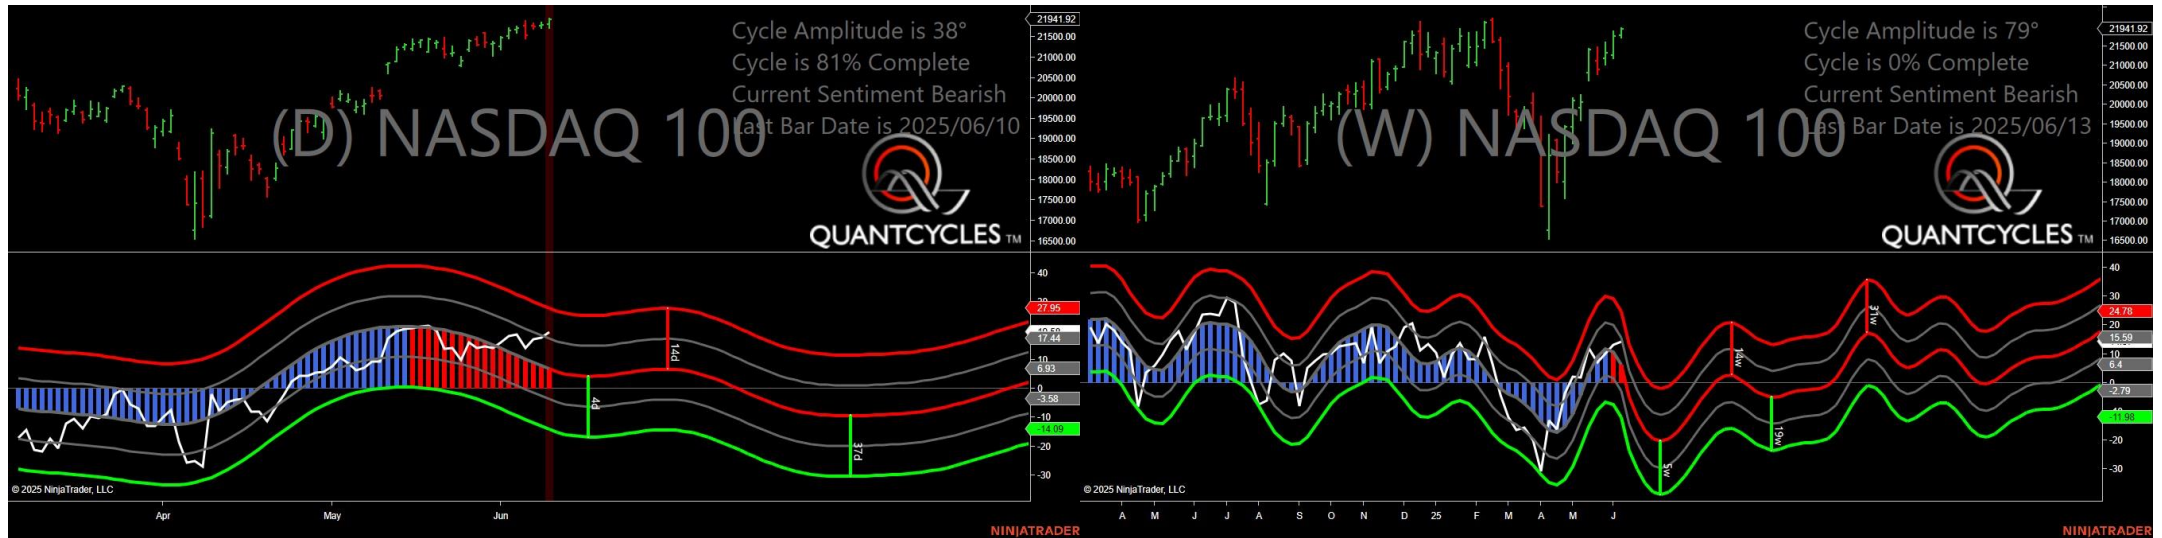 Cycle Amplitude is 38°
Cycle is 81% Complete
Current Sentiment Bearish
Last Bar Date is 2025/06/10
(D) NASDAQ 100
QUANTCYCLES TM
21941.92
21500.00
21000.00
20500.00
20000.00
19500.00
19000.00
18500.00
18000.00
17500.00
17000.00
16500.00
40
27.95
17.44
10
6.93
0
-3.58
-10
-14.09
-20
-30
14d
4d
37d
© 2025 NinjaTrader, LLC
Apr May Jun
NINJATRADER
Cycle Amplitude is 79°
Cycle is 0% Complete
Current Sentiment Bearish
Last Bar Date is 2025/06/13
(W) NASDAQ 100
QUANTCYCLES TM
21941.92
21500.00
21000.00
20500.00
20000.00
19500.00
19000.00
18500.00
18000.00
17500.00
17000.00
16500.00
40
30
24.78
20
15.59
10
6.4
0
-2.79
-11.98
-20
-30
31w
14w
19w
5w
© 2025 NinjaTrader, LLC
A M J J A S O N D 25 F M A M J
NINJATRADER